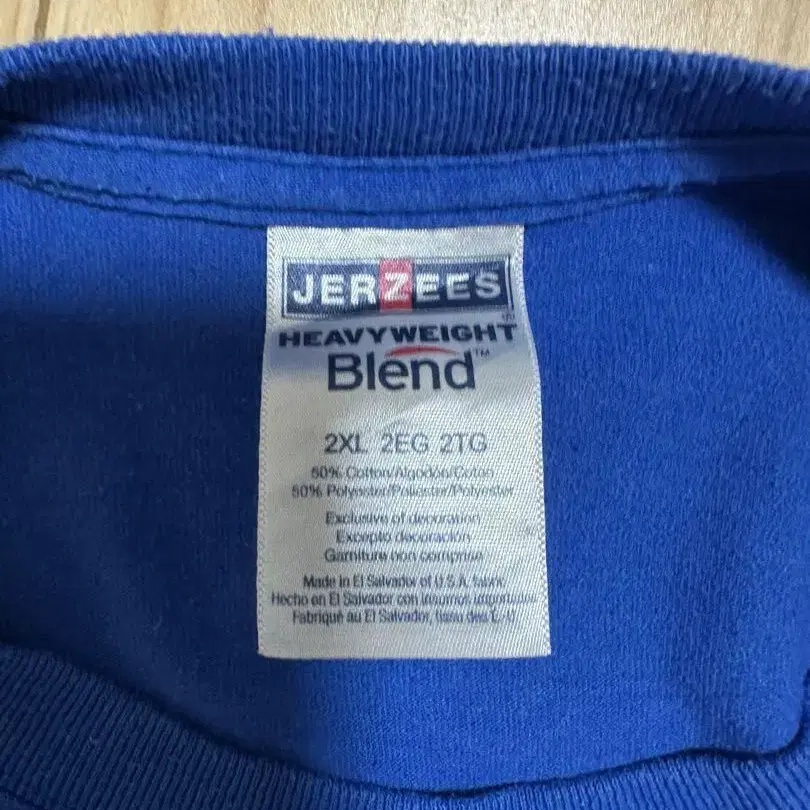 JERZEES
HEAVYWEIGHT
Blend™
2XL 2EG 2TG
50% Cotton/Algodón/Coton
50% Polyester/Poliéster/Polyester
Exclusive of decoration
Excepto decoración
Garniture non comprise
Made in El Salvador of U.S.A. fabric
Hecho en El Salvador con insumos importados
Fabriqué au El Salvador, tissu des É.-U.